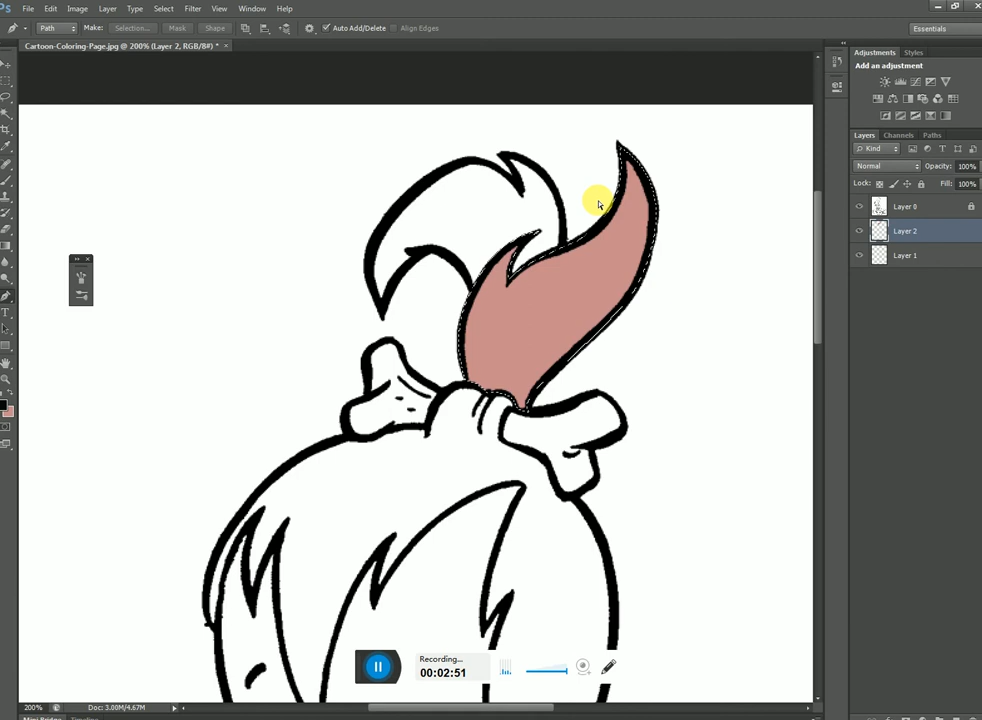 Ps File Edit Image Layer Type Select Filter View Window Help
Path Make: Selection... Mask Shape Auto Add/Delete Align Edges Essentials
Cartoon-Coloring-Page.jpg @ 200% (Layer 2, RGB/8#) * ×
Adjustments Styles
Add an adjustment
Layers Channels Paths
Kind
Normal Opacity: 100%
Lock: Fill: 100%
Layer 0
Layer 2
Layer 1
Recording...
00:02:51
200% Doc: 3.00M/4.67M
Mini Bridge Timeline